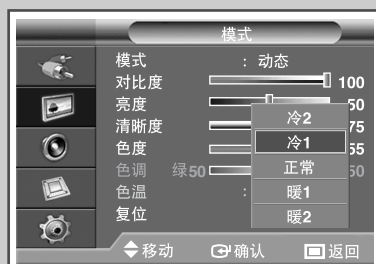 模式
模式 : 动态
对比度 100
亮度 50
冷2
清晰度 75
冷1
色度 55
正常
色调 绿50 50
暖1
色温 :
暖2
复位
移动 确认 返回